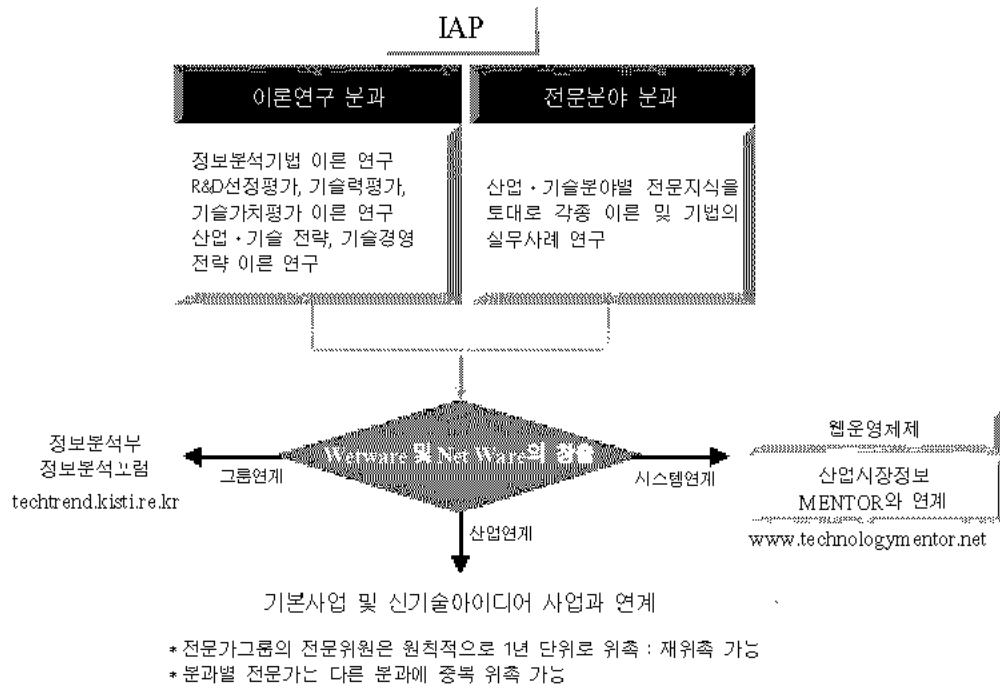 IAP
이론연구 분과
전문분야 분과
정보분석기법 이른 연구
R&D선정평가, 기술력평가,
기술가치평가 이른 연구
산업・기술 전략, 기술경영
전략 이른 연구
산업・기술분야별 전문지식을
토대로 각종 이른 및 기법의
실무사례 연구
Wetware 및 Net Ware의 창출
정보분석부
정보분석포럼
techtrend.kisti.re.kr
그룹연계
시스템연계
웹운영체제
산업시장정보
MENTOR와 연계
www.technologymentor.net
산업연계
기본사업 및 신기술아이디어 사업과 연계
* 전문가그룹의 전문위원은 원칙적으로 1년 단위로 위촉 : 재위촉 가능
* 분과별 전문가는 다른 분과에 중복 위촉 가능